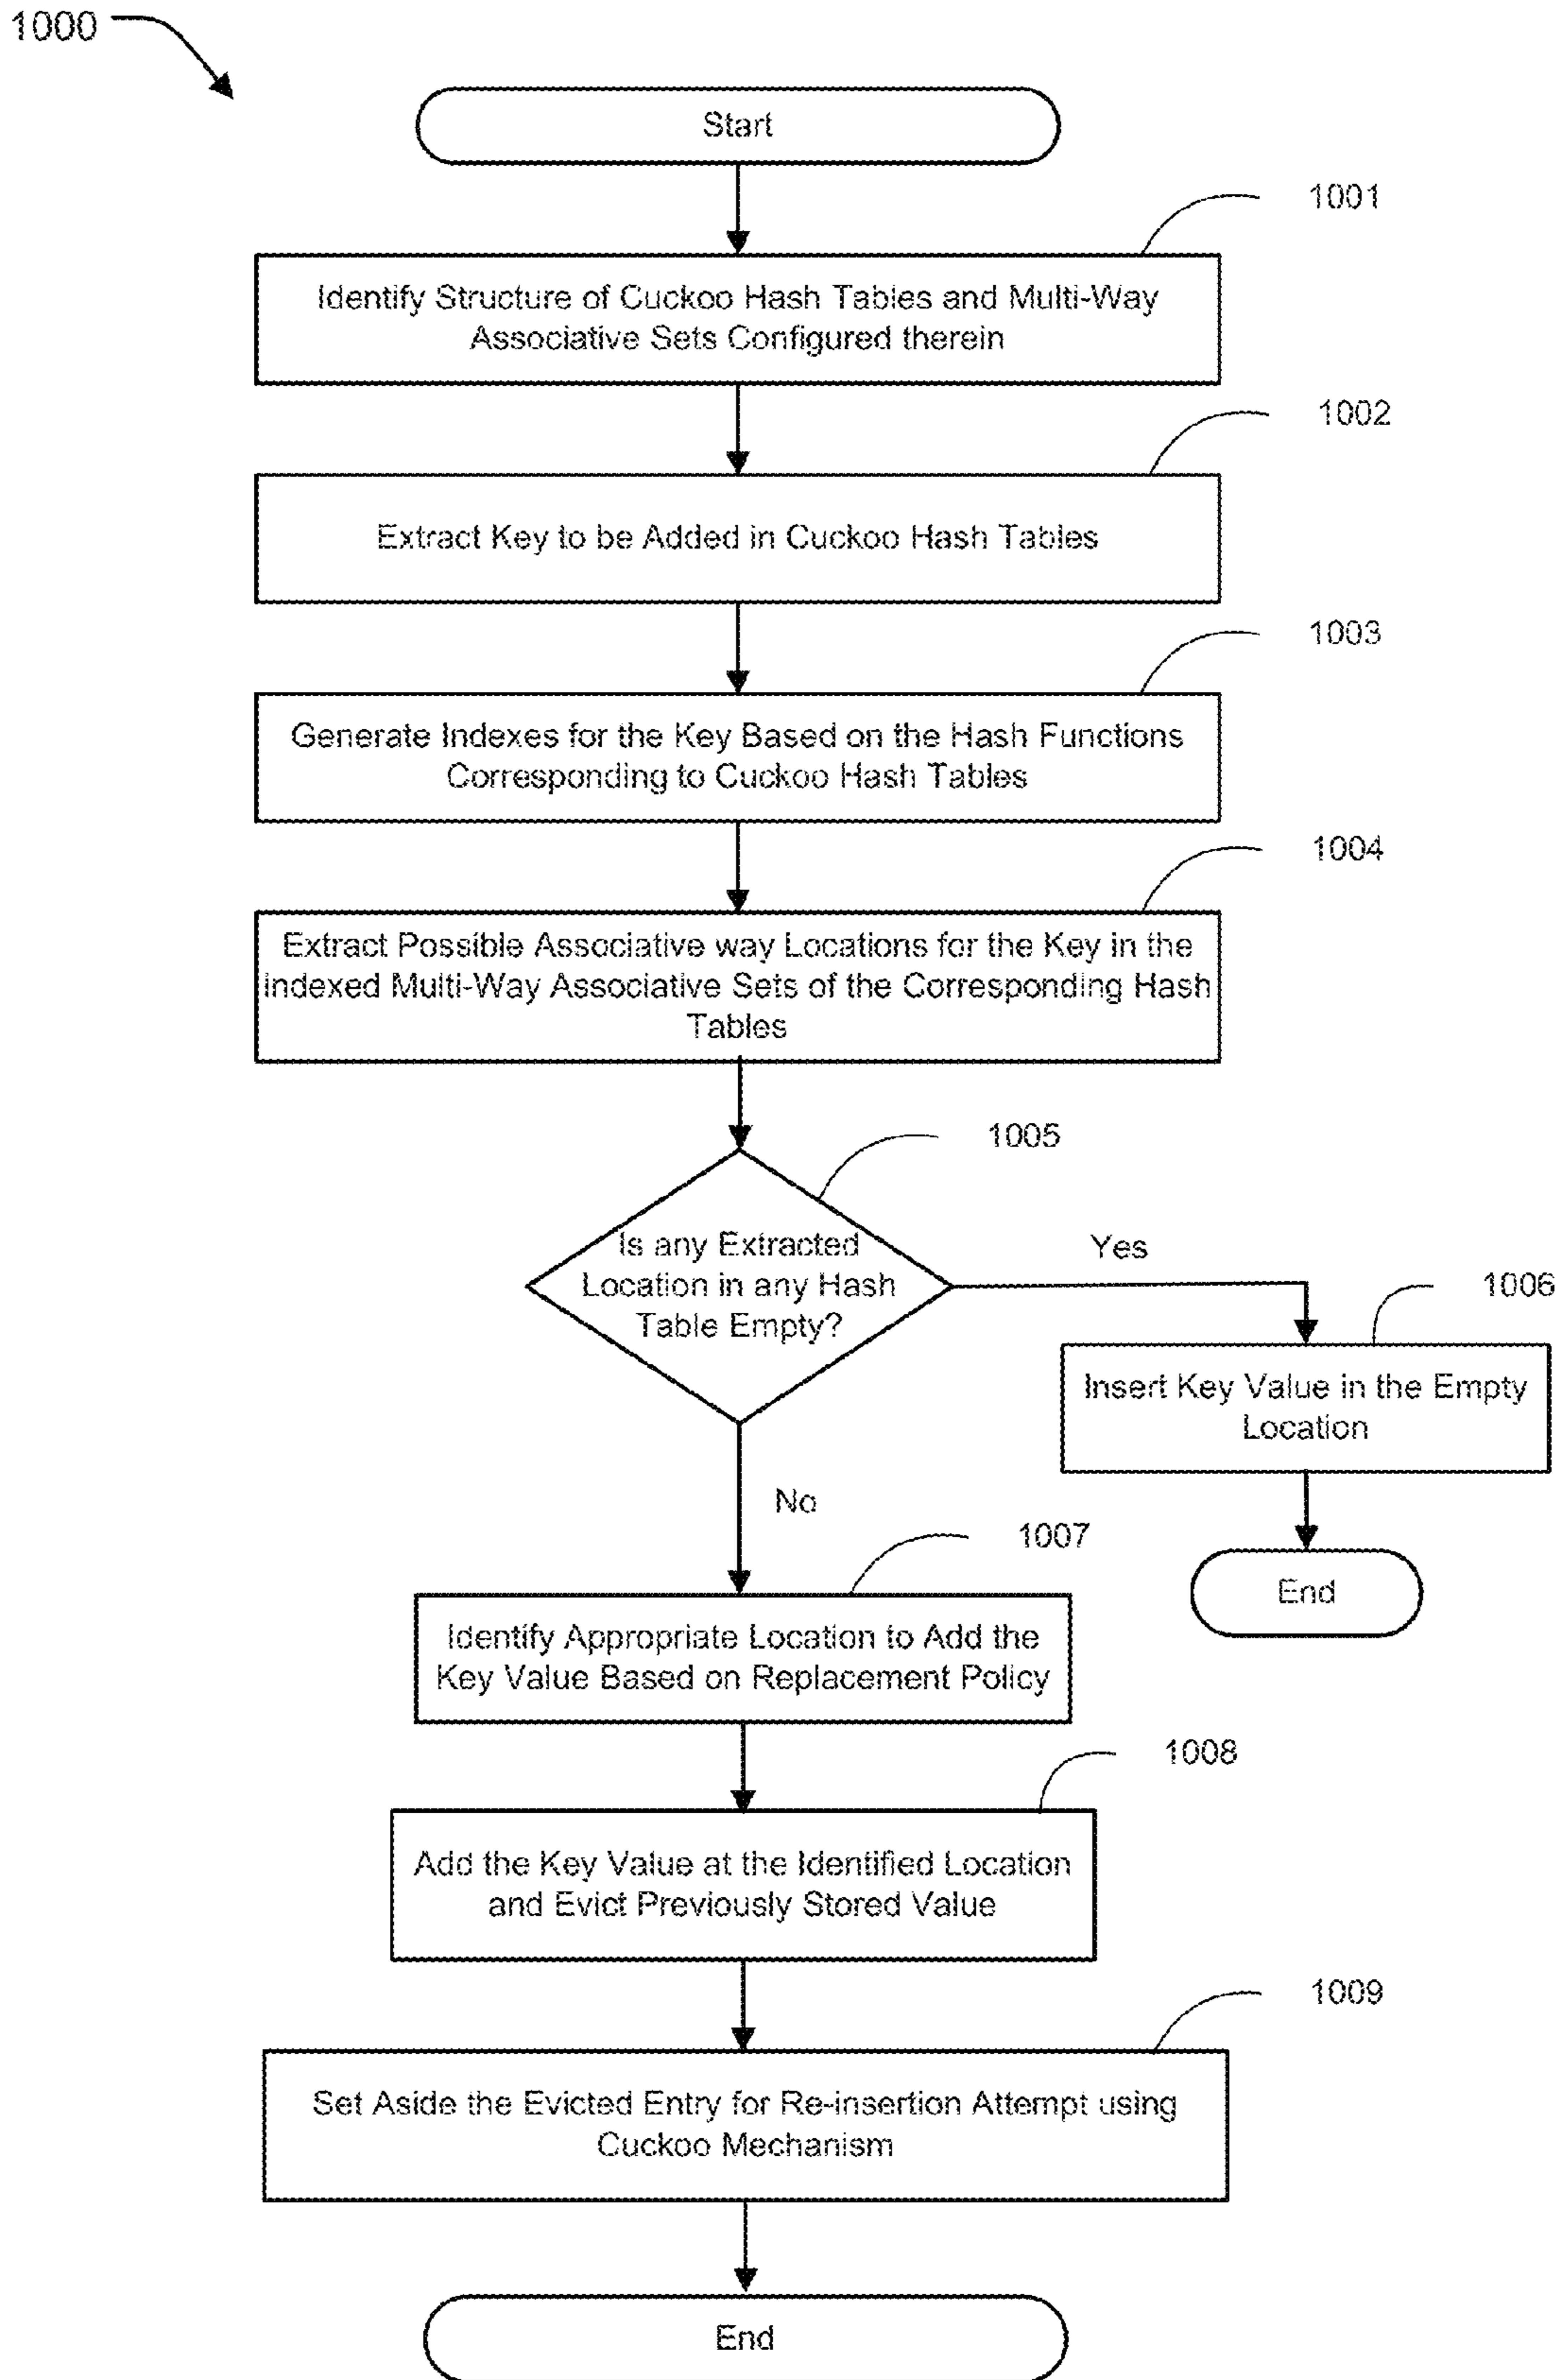 1000
Start
1001
Identify Structure of Cuckoo Hash Tables and Multi-Way
Associative Sets Configured therein
1002
Extract Key to be Added in Cuckoo Hash Tables
1003
Generate Indexes for the Key Based on the Hash Functions
Corresponding to Cuckoo Hash Tables
1004
Extract Possible Associative way Locations for the Key in the
indexed Multi-Way Associative Sets of the Corresponding Hash
Tables
1005
Is any Extracted
Location in any Hash
Table Empty?
Yes
1006
Insert Key Value in the Empty
Location
End
No
1007
Identify Appropriate Location to Add the
Key Value Based on Replacement Policy
1008
Add the Key Value at the Identified Location
and Evict Previously Stored Value
1009
Set Aside the Evicted Entry for Re-insertion Attempt using
Cuckoo Mechanism
End